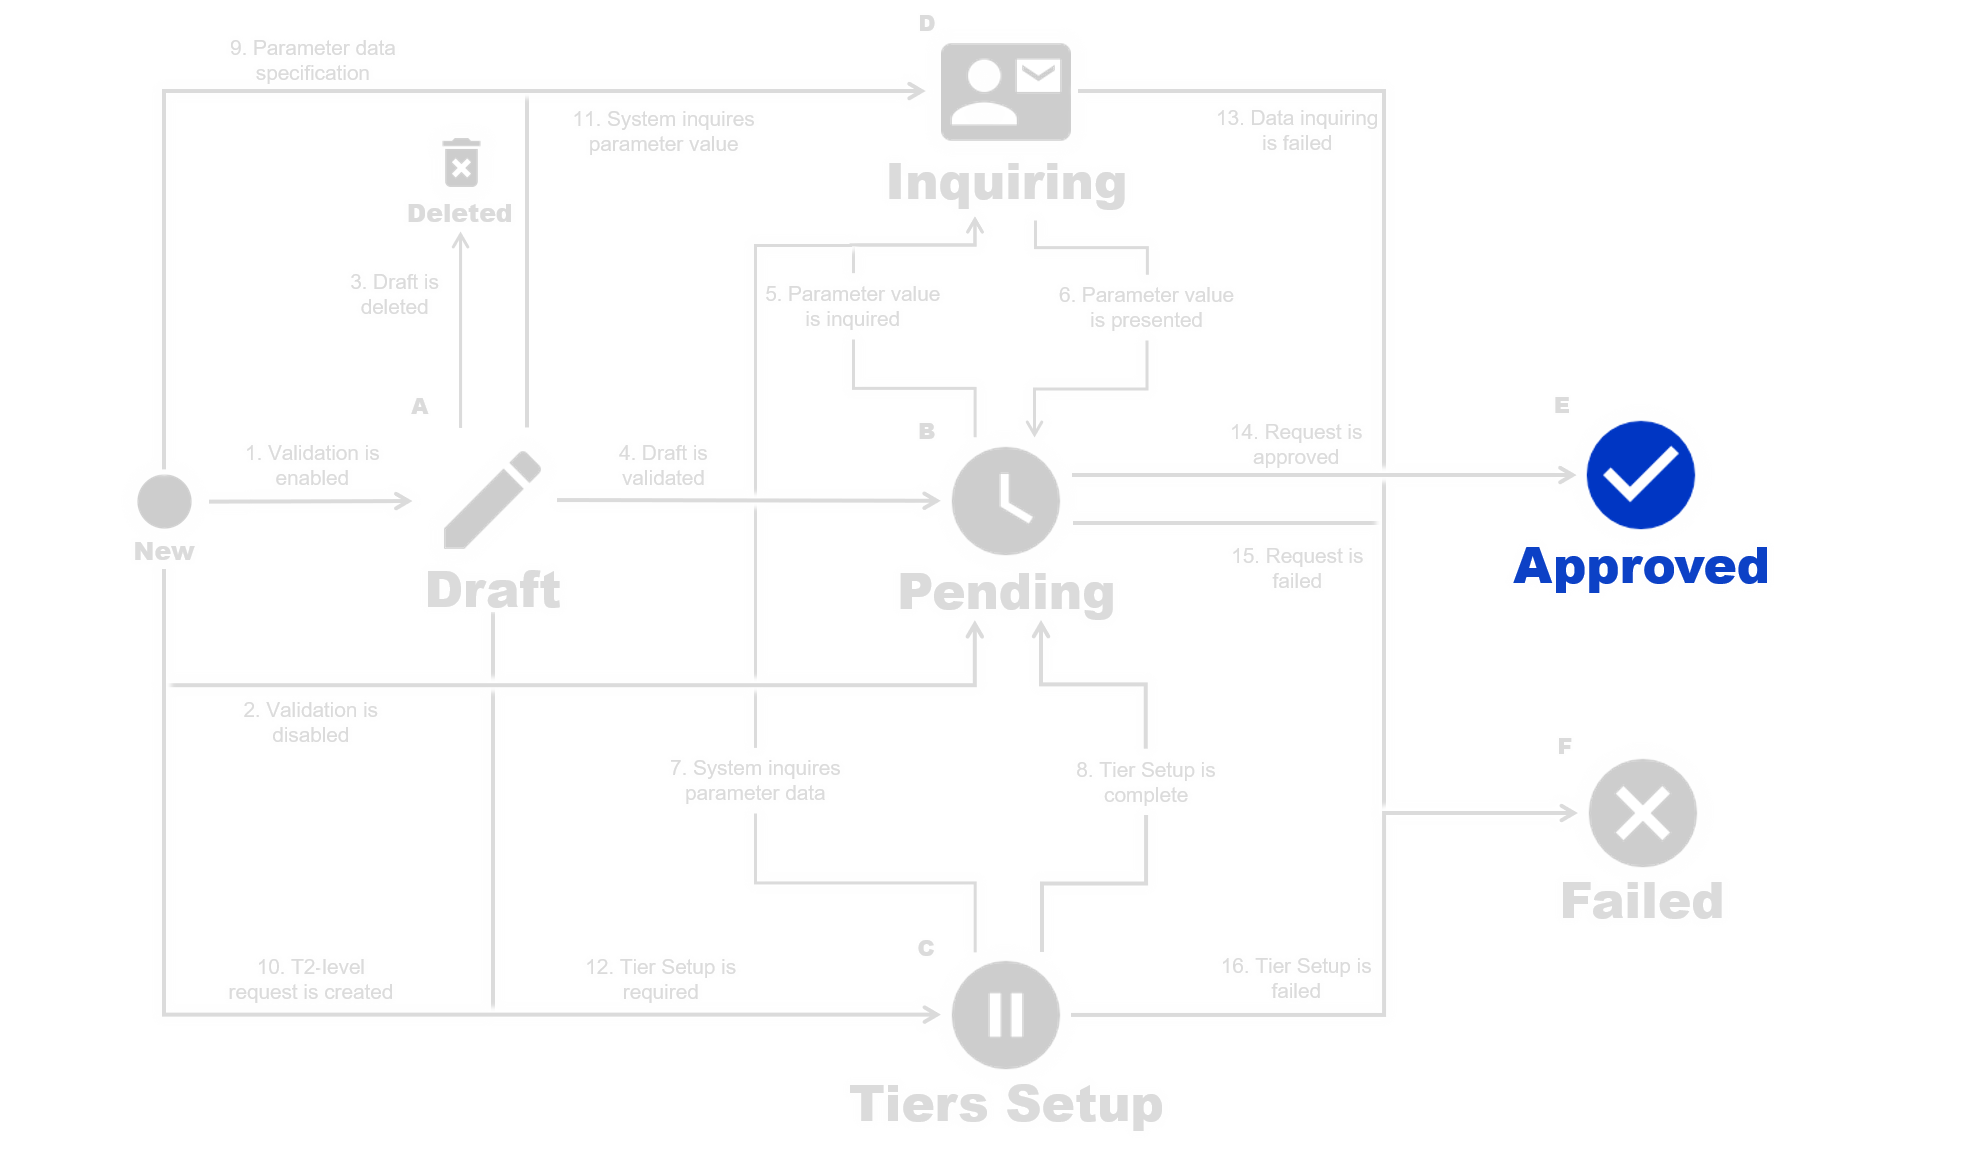 D
9. Parameter data
specification
11. System inquires
parameter value
13. Data inquiring
is failed
Inquiring
Deleted
3. Draft is
deleted
5. Parameter value
is inquired
6. Parameter value
is presented
A
B
E
1. Validation is
enabled
4. Draft is
validated
14. Request is
approved
New
Draft
Pending
15. Request is
failed
Approved
2. Validation is
disabled
7. System inquires
parameter data
8. Tier Setup is
complete
F
Failed
C
10. T2-level
request is created
12. Tier Setup is
required
16. Tier Setup is
failed
Tiers Setup